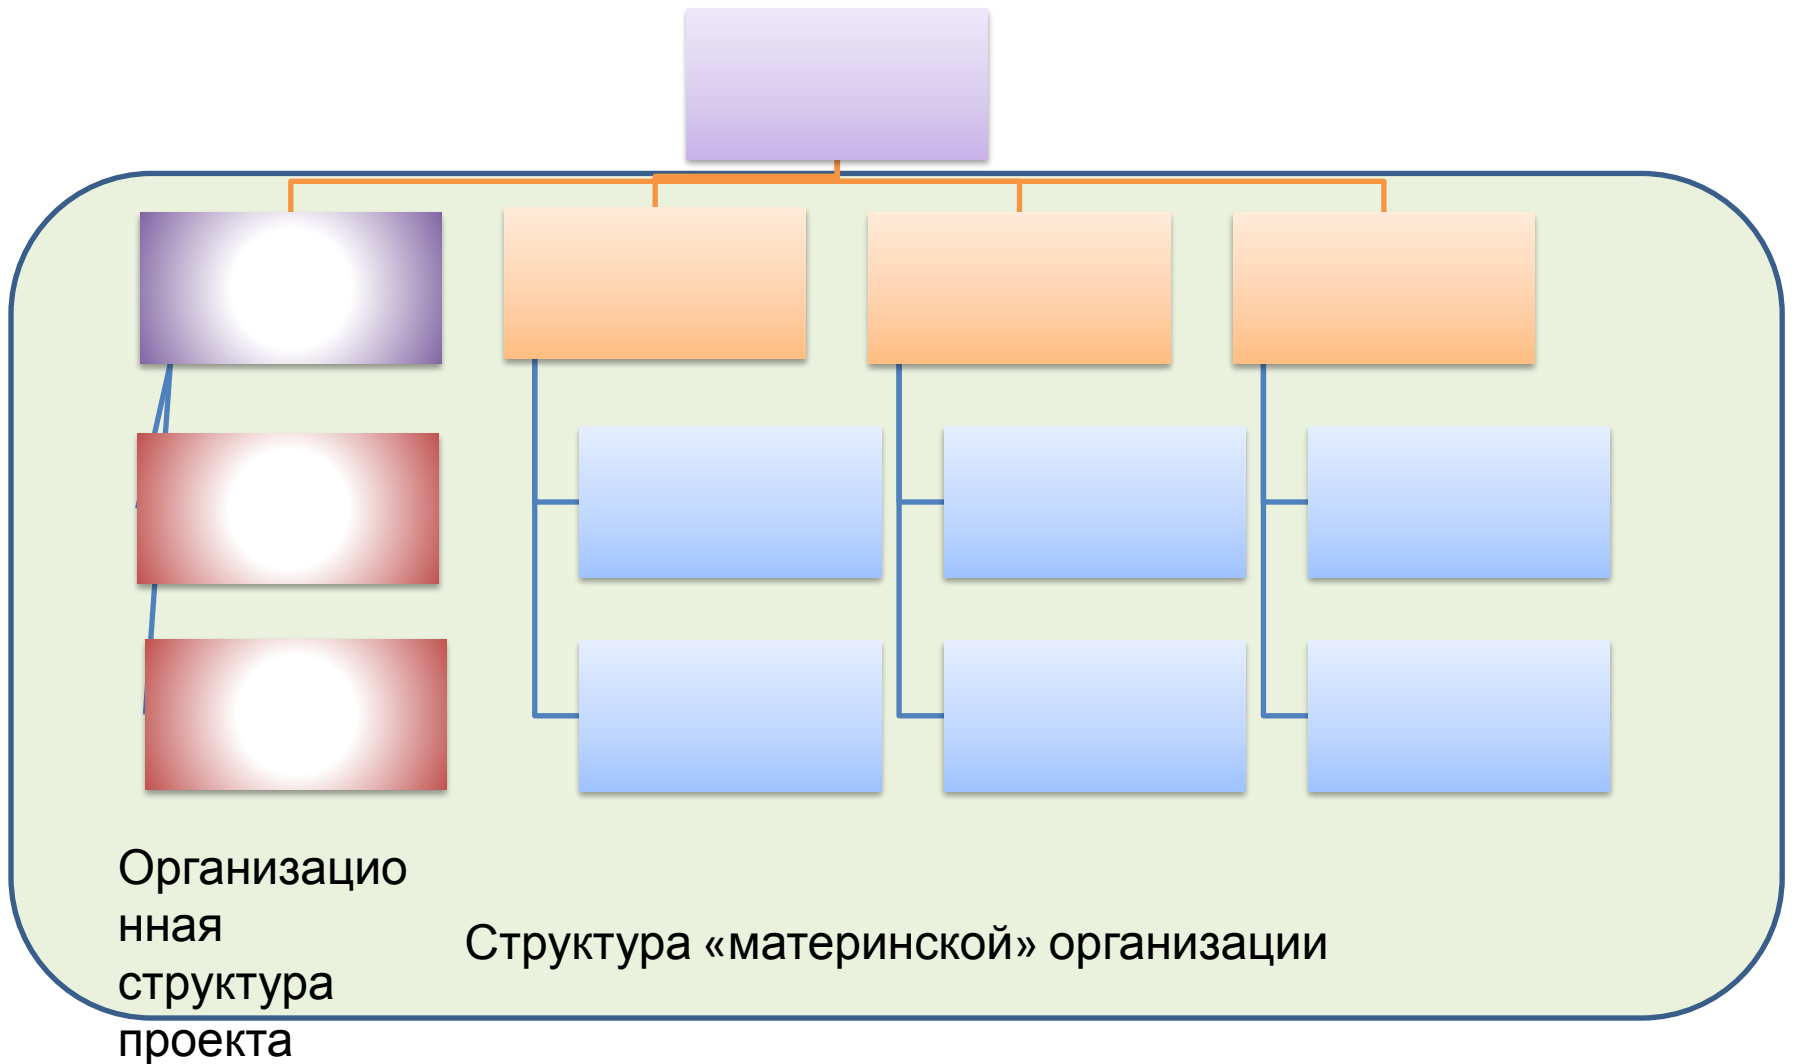 Организацио
нная
структура
проекта
Структура «материнской» организации